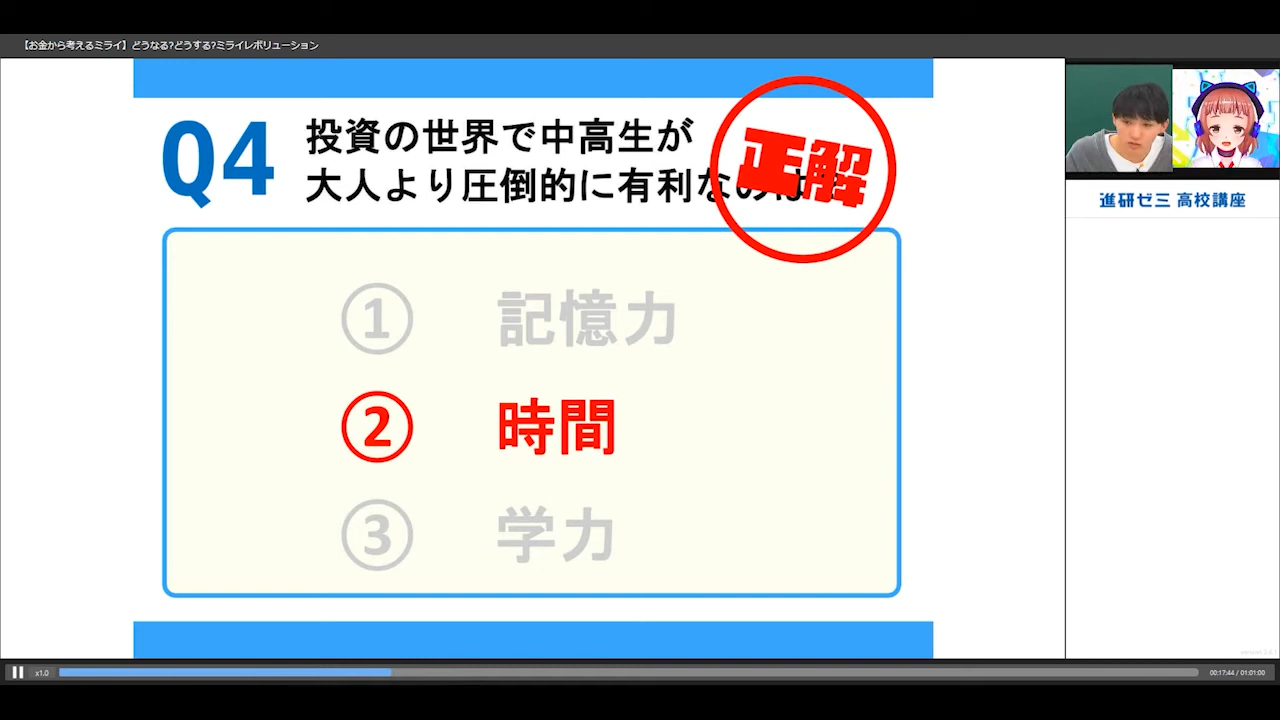 【お金から考えるミライ】どうなる?どうする?ミライレボリューション
Q4
投資の世界で中高生が
大人より圧倒的に有利なのは
正解
① 記憶力
② 時間
③ 学力
進研ゼミ 高校講座
x1.0
00:17:44 / 01:01:00